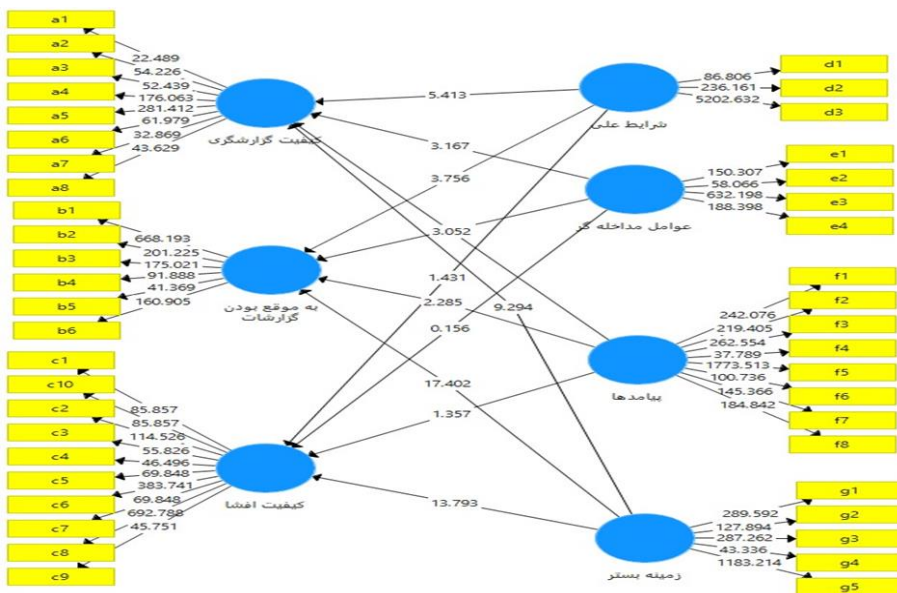 a1
a2
a3
a4
a5
a6
a7
a8
22.489
54.226
52.439
176.063
281.412
61.979
32.869
43.629
کیفیت گزارشگری
b1
b2
b3
b4
b5
b6
668.193
201.225
175.021
91.888
41.369
160.905
به موقع بودن
گزارشات
c1
c10
c2
c3
c4
c5
c6
c7
c8
c9
85.857
85.857
114.526
55.826
46.496
69.848
383.741
69.848
692.788
45.751
کیفیت افشا
5.413
3.167
3.756
3.052
1.431
2.285
9.294
0.156
17.402
1.357
13.793
شرایط علی
86.806
236.161
5202.632
d1
d2
d3
عوامل مداخله گر
150.307
58.066
632.198
188.398
e1
e2
e3
e4
پیامدها
242.076
219.405
262.554
37.789
1773.513
100.736
145.366
184.842
f1
f2
f3
f4
f5
f6
f7
f8
زمینه بستر
289.592
127.894
287.262
43.336
1183.214
g1
g2
g3
g4
g5